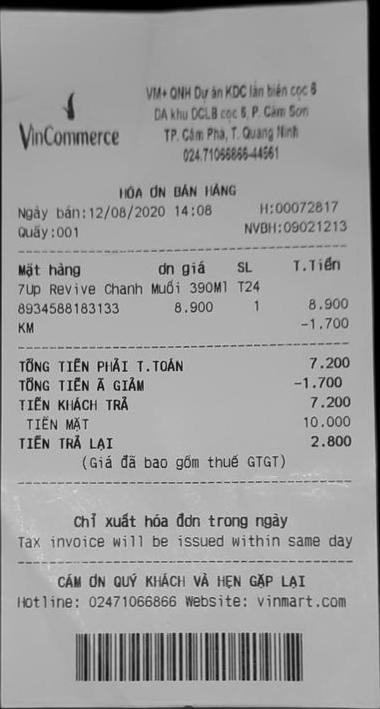 VinCommerce
VM+ QNH Dự án KDC lấn biển cọc 6
DA khu DCLB cọc 6, P. Cẩm Sơn
TP. Cẩm Phả, T. Quảng Ninh
024.71066866-44561
HÓA ƠN BÁN HÀNG
Ngày bán:12/08/2020 14:08 H:00072817
Quầy:001 NVBH:09021213
Mặt hàng ơn giá SL T.Tiền
7Up Revive Chanh Muối 390Ml T24
8934588183133 8.900 1 8.900
KM -1.700
TỔNG TIỀN PHẢI T.TOÁN 7.200
TỔNG TIỀN Ã GIẢM -1.700
TIỀN KHÁCH TRẢ 7.200
TIỀN MẶT 10.000
TIỀN TRẢ LẠI 2.800
(Giá đã bao gồm thuế GTGT)
Chỉ xuất hóa đơn trong ngày
Tax invoice will be issued within same day
CẢM ƠN QUÝ KHÁCH VÀ HẸN GẶP LẠI
Hotline: 02471066866 Website: vinmart.com